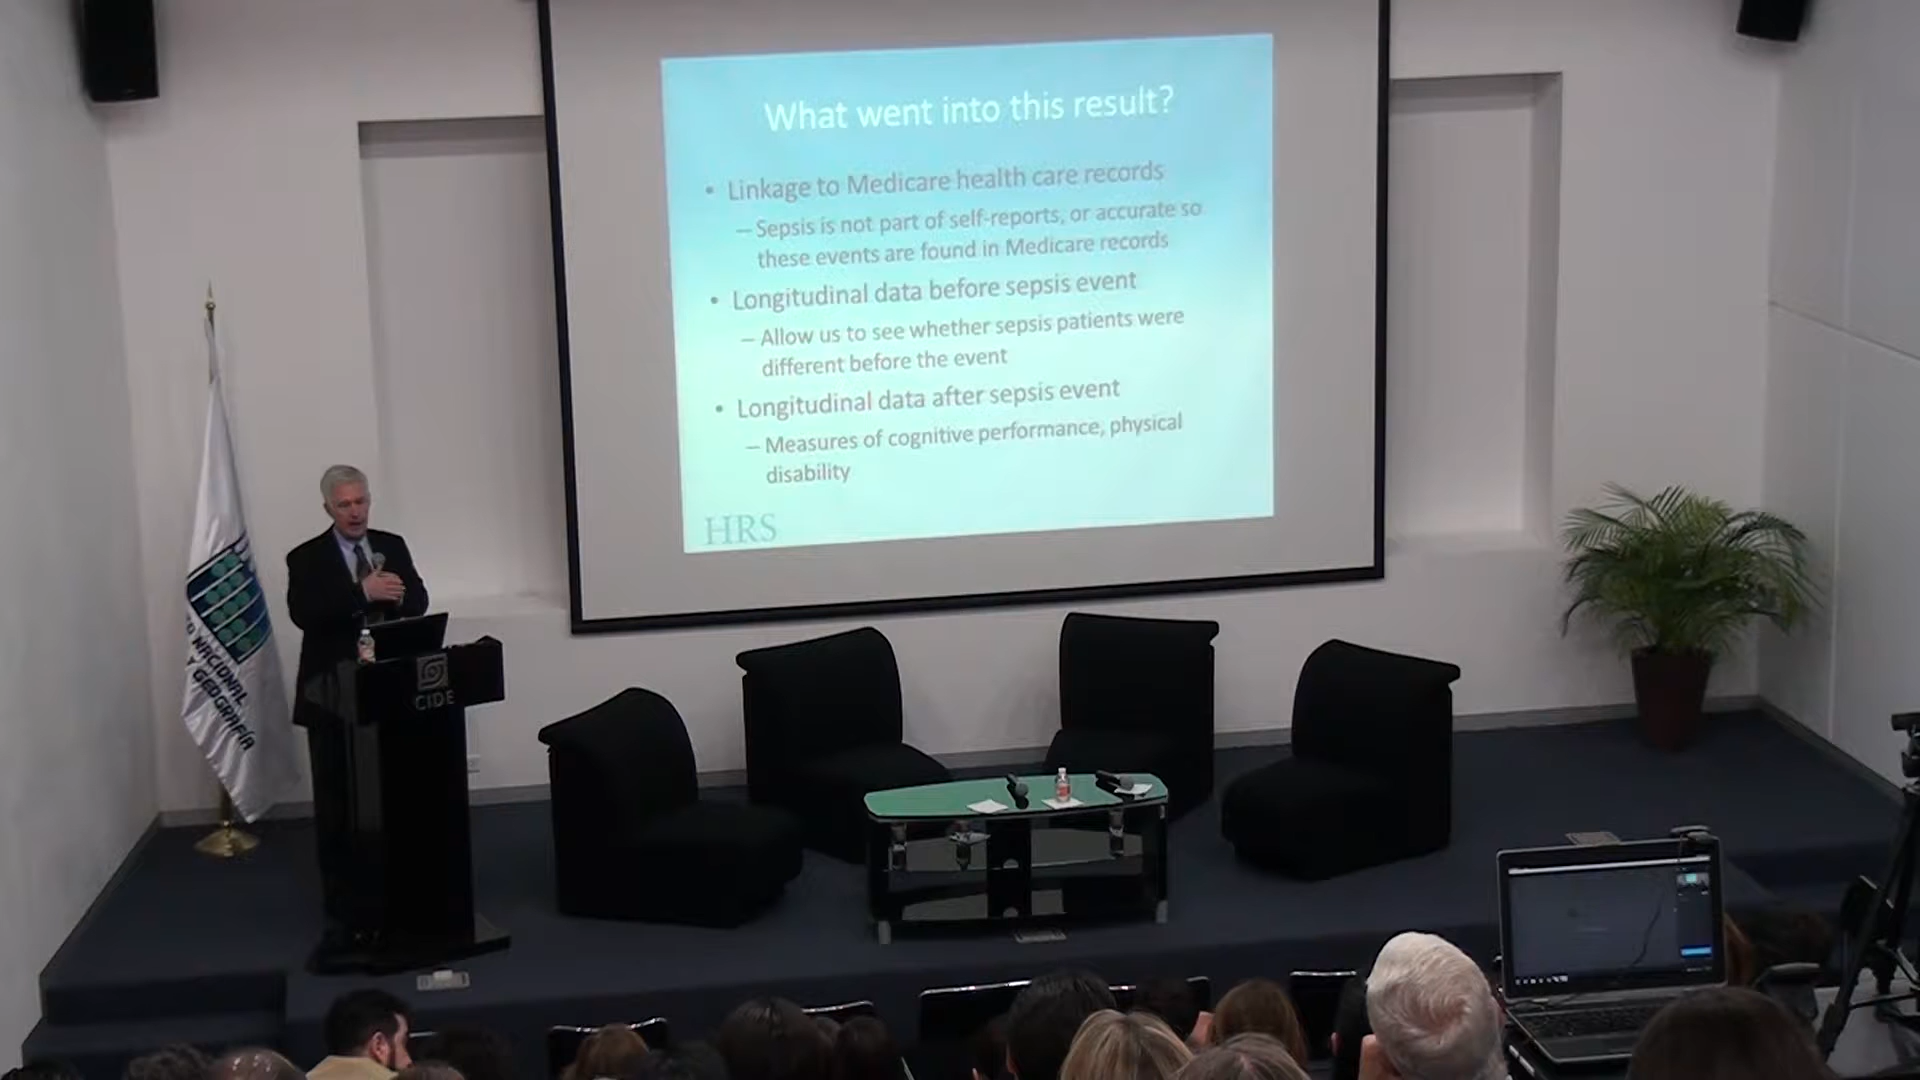 What went into this result?
• Linkage to Medicare health care records
– Sepsis is not part of self-reports, or accurate so
these events are found in Medicare records
• Longitudinal data before sepsis event
– Allow us to see whether sepsis patients were
different before the event
• Longitudinal data after sepsis event
– Measures of cognitive performance, physical
disability
HRS
NACIONAL
Y GEOGRAFÍA
CIDE